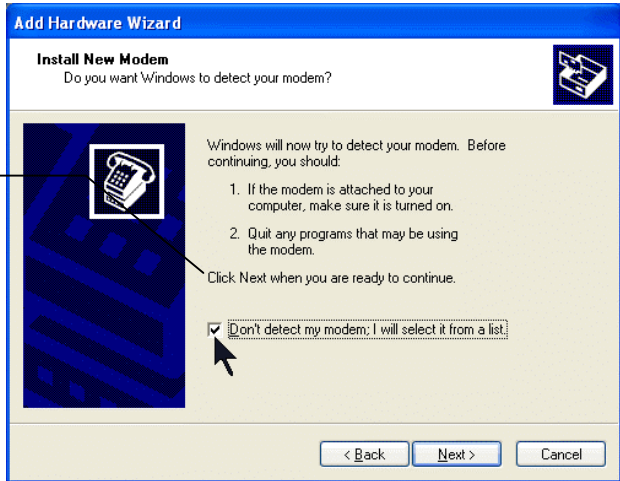 Add Hardware Wizard
Install New Modem
Do you want Windows to detect your modem?
Windows will now try to detect your modem. Before
continuing, you should:
1. If the modem is attached to your
computer, make sure it is turned on.
2. Quit any programs that may be using
the modem.
Click Next when you are ready to continue.
Don't detect my modem; I will select it from a list.
< Back
Next >
Cancel